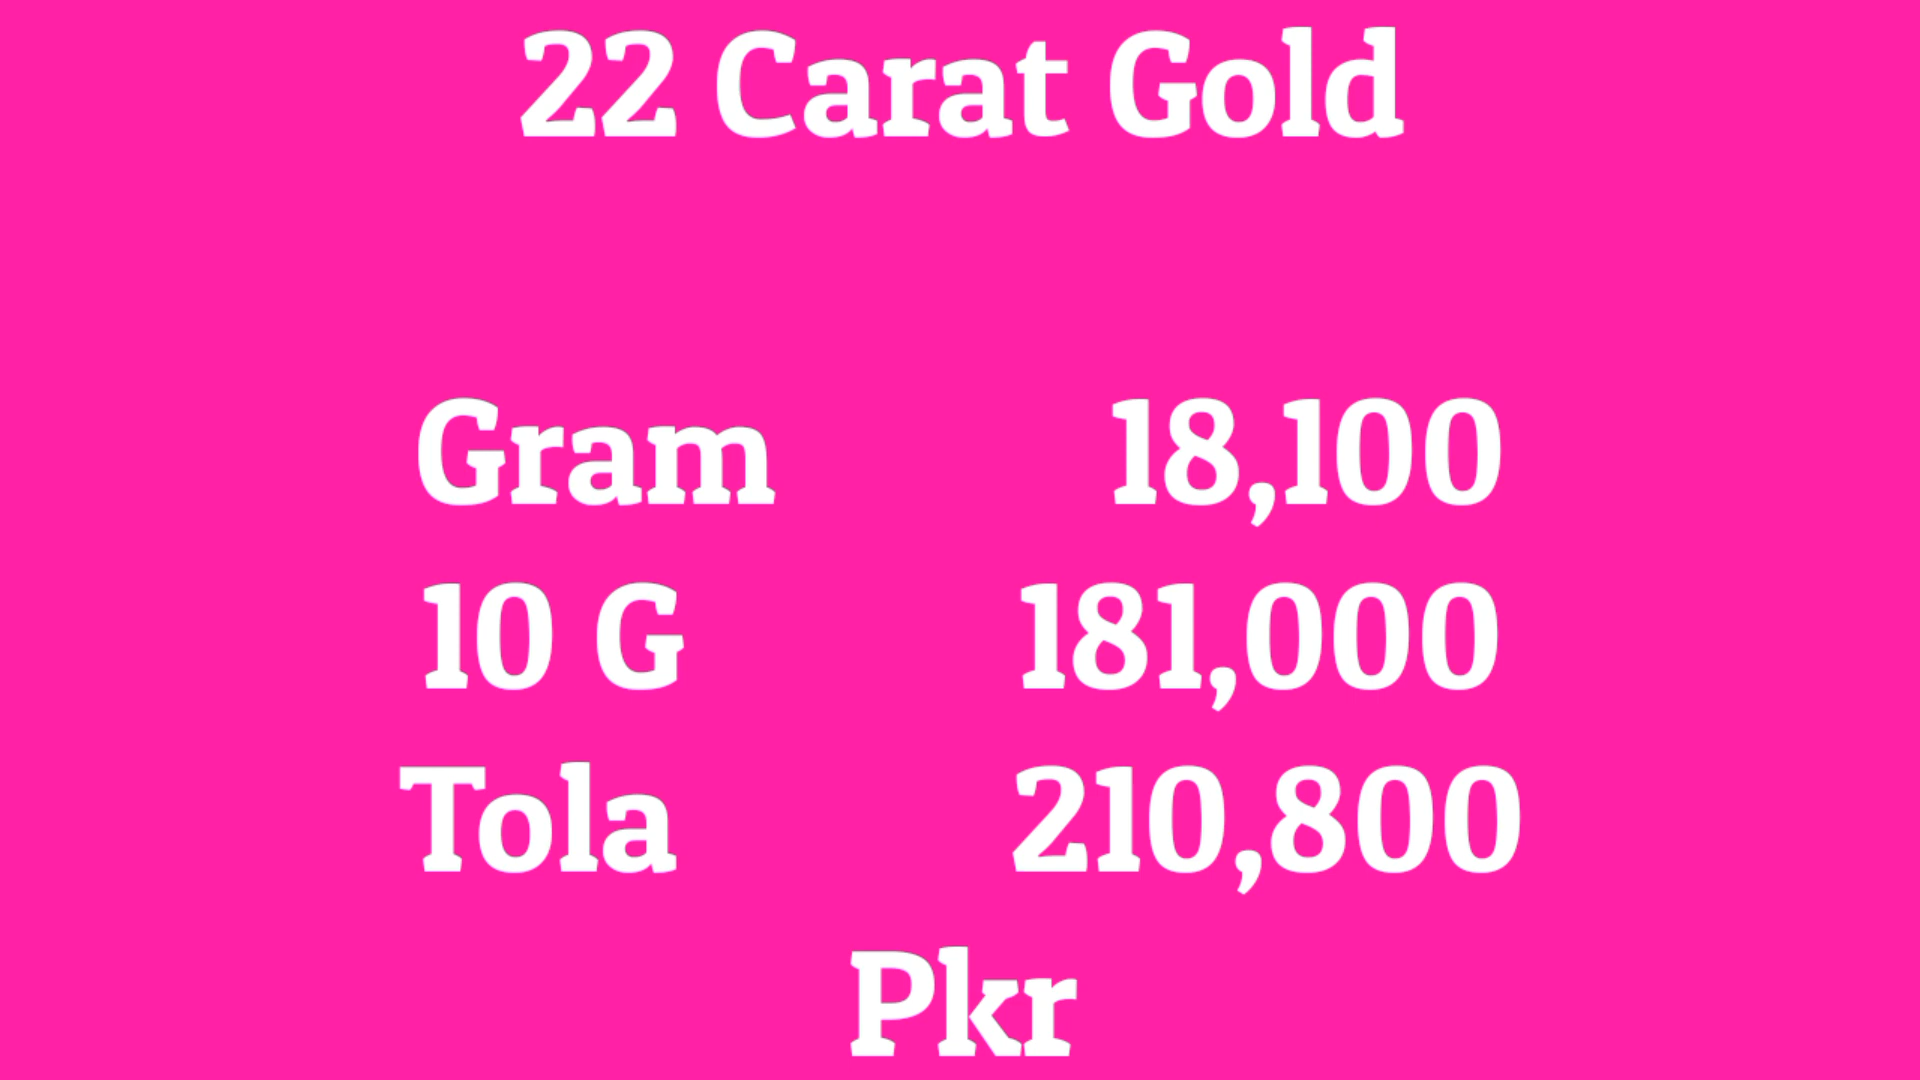 22 Carat Gold
Gram 18,100
10 G 181,000
Tola 210,800
Pkr